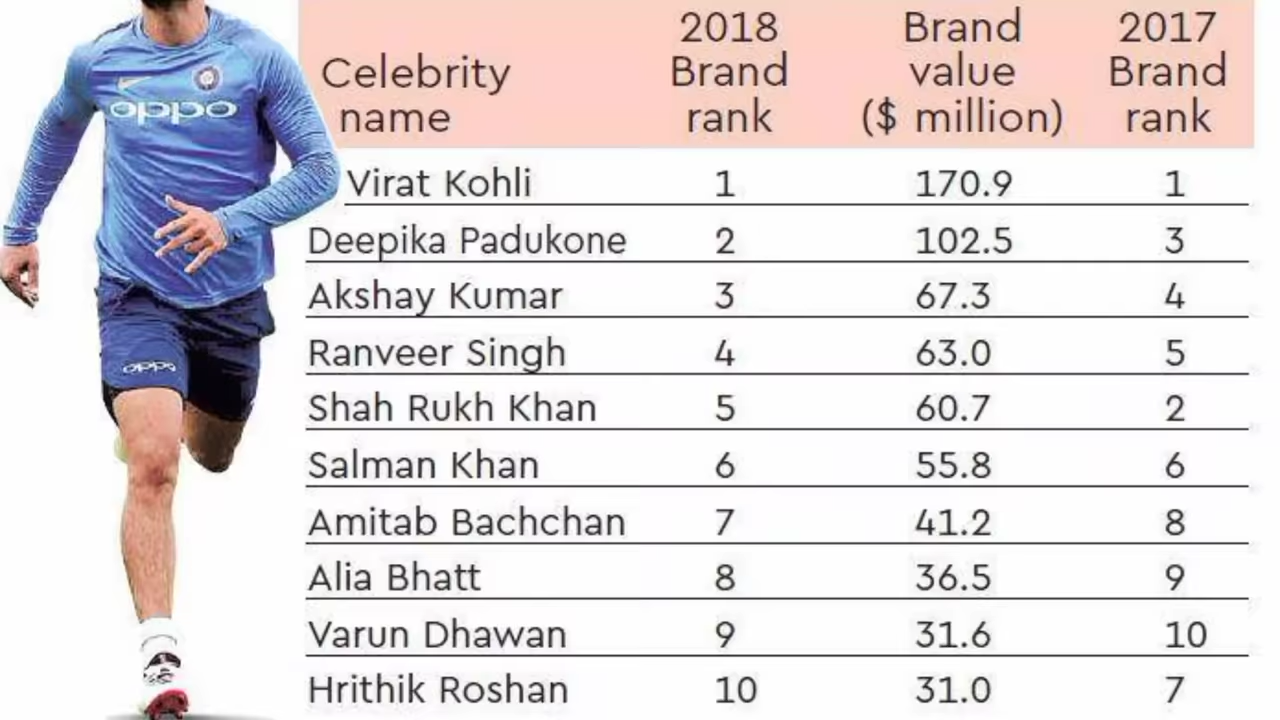 oppo
oppo
Celebrity name 2018 Brand rank Brand value ($ million) 2017 Brand rank
Virat Kohli 1 170.9 1
Deepika Padukone 2 102.5 3
Akshay Kumar 3 67.3 4
Ranveer Singh 4 63.0 5
Shah Rukh Khan 5 60.7 2
Salman Khan 6 55.8 6
Amitab Bachchan 7 41.2 8
Alia Bhatt 8 36.5 9
Varun Dhawan 9 31.6 10
Hrithik Roshan 10 31.0 7